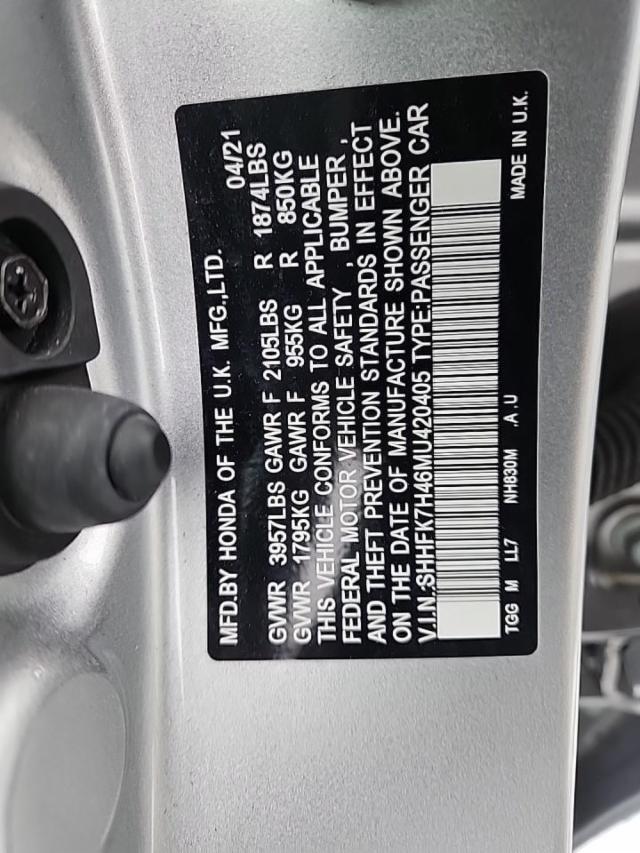 MFD.BY HONDA OF THE U.K. MFG.,LTD. 04/21
GVWR 3957LBS GAWR F 2105LBS R 1874LBS
GVWR 1795KG GAWR F 955KG R 850KG
THIS VEHICLE CONFORMS TO ALL APPLICABLE
FEDERAL MOTOR VEHICLE SAFETY , BUMPER ,
AND THEFT PREVENTION STANDARDS IN EFFECT
ON THE DATE OF MANUFACTURE SHOWN ABOVE.
V.I.N.:SHHFK7H46MU420405 TYPE:PASSENGER CAR
TGG M LL7 NH830M .A.U MADE IN U.K.